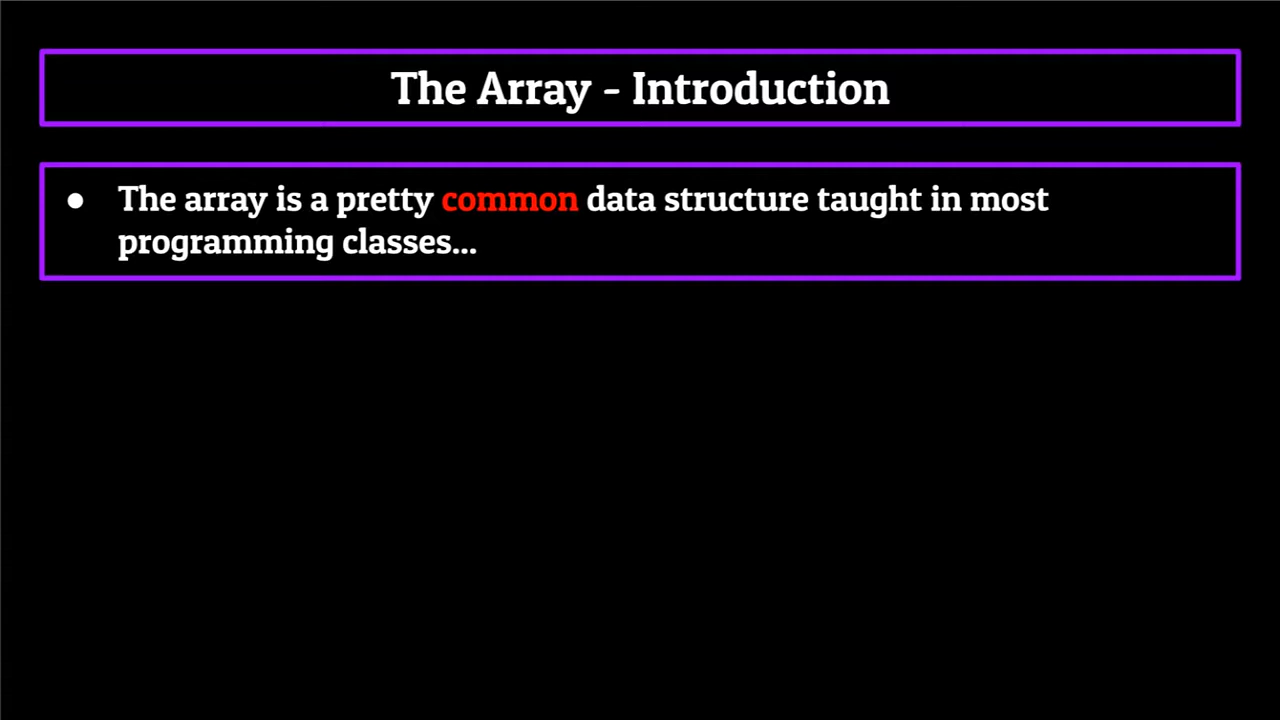 The Array - Introduction
● The array is a pretty common data structure taught in most
programming classes...